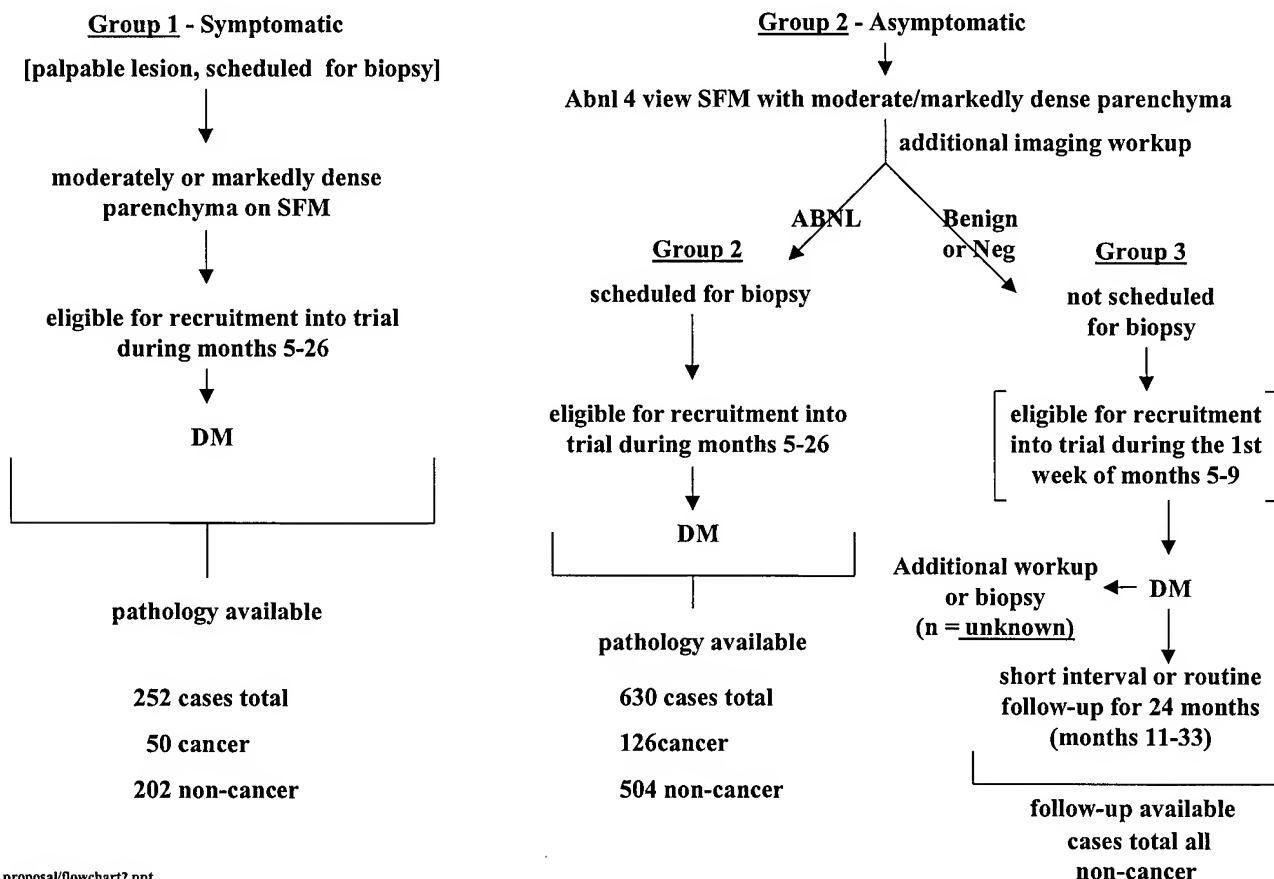 Group 1 - Symptomatic
[palpable lesion, scheduled for biopsy]
moderately or markedly dense
parenchyma on SFM
eligible for recruitment into trial
during months 5-26
DM
pathology available
252 cases total
50 cancer
202 non-cancer
Group 2 - Asymptomatic
Abnl 4 view SFM with moderate/markedly dense parenchyma
additional imaging workup
ABNL
Benign
or Neg
Group 2
scheduled for biopsy
eligible for recruitment into
trial during months 5-26
DM
pathology available
630 cases total
126cancer
504 non-cancer
Group 3
not scheduled
for biopsy
eligible for recruitment
into trial during the 1st
week of months 5-9
DM
Additional workup
or biopsy
(n = unknown)
short interval or routine
follow-up for 24 months
(months 11-33)
follow-up available
cases total all
non-cancer
proposal/flowchart2.ppt